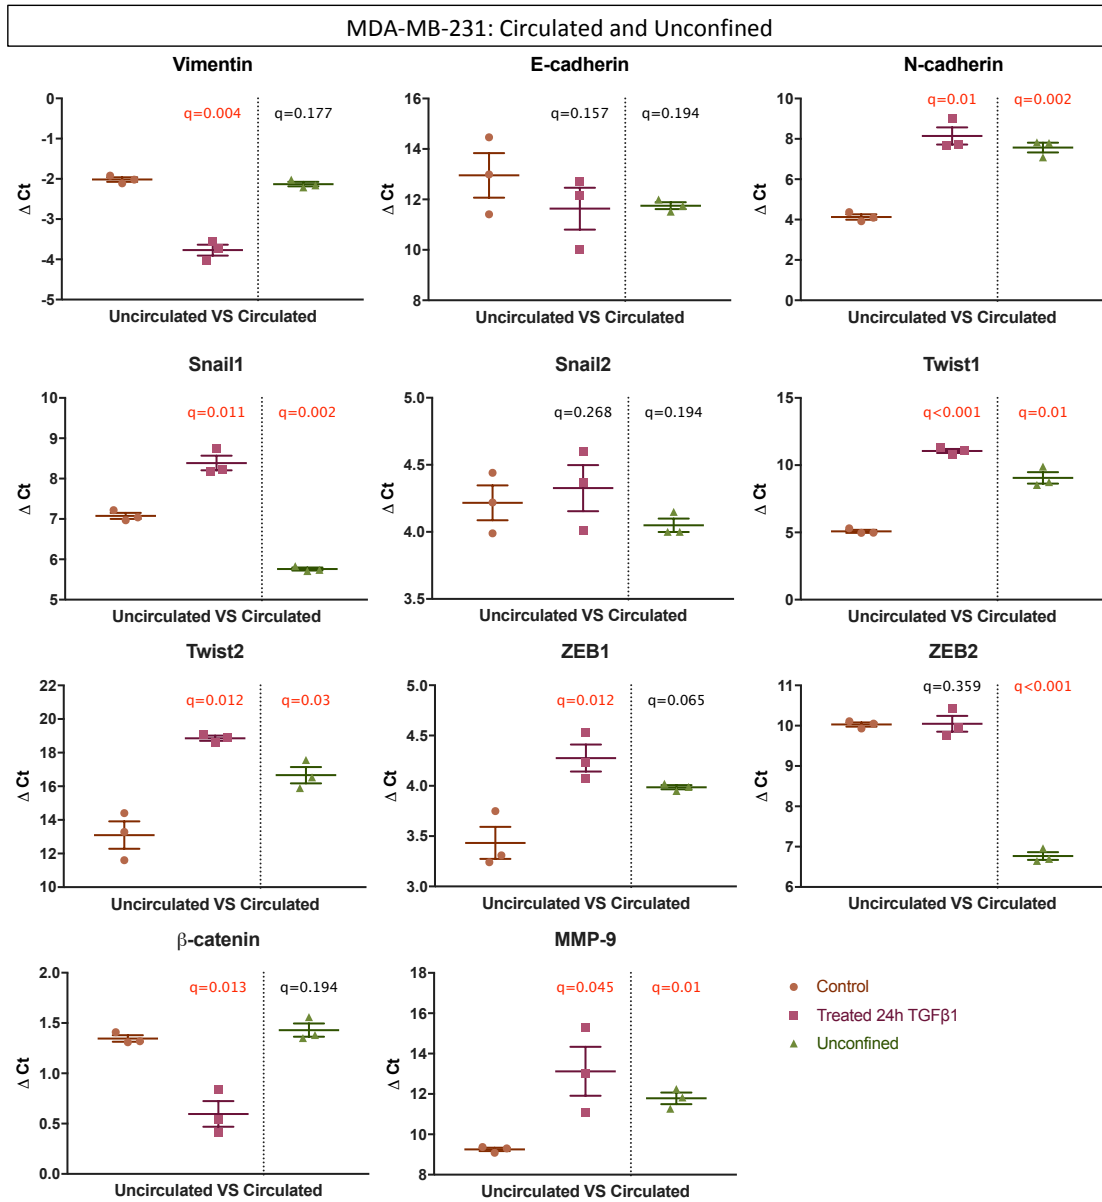 MDA-MB-231: Circulated and Unconfined
Vimentin
E-cadherin
N-cadherin
0
-1
-2
-3
-4
-5
Δ Ct
q=0.004
q=0.177
Uncirculated VS Circulated
16
14
12
10
8
Δ Ct
q=0.157
q=0.194
Uncirculated VS Circulated
10
8
6
4
2
0
Δ Ct
q=0.01
q=0.002
Uncirculated VS Circulated
Snail1
Snail2
Twist1
10
9
8
7
6
5
Δ Ct
q=0.011
q=0.002
Uncirculated VS Circulated
5.0
4.5
4.0
3.5
Δ Ct
q=0.268
q=0.194
Uncirculated VS Circulated
15
10
5
0
Δ Ct
q<0.001
q=0.01
Uncirculated VS Circulated
Twist2
ZEB1
ZEB2
22
20
18
16
14
12
10
Δ Ct
q=0.012
q=0.03
Uncirculated VS Circulated
5.0
4.5
4.0
3.5
3.0
Δ Ct
q=0.012
q=0.065
Uncirculated VS Circulated
11
10
9
8
7
6
Δ Ct
q=0.359
q<0.001
Uncirculated VS Circulated
β-catenin
MMP-9
2.0
1.5
1.0
0.5
0.0
Δ Ct
q=0.013
q=0.194
Uncirculated VS Circulated
18
16
14
12
10
8
Δ Ct
q=0.045
q=0.01
Uncirculated VS Circulated
Control
Treated 24h TGFβ1
Unconfined